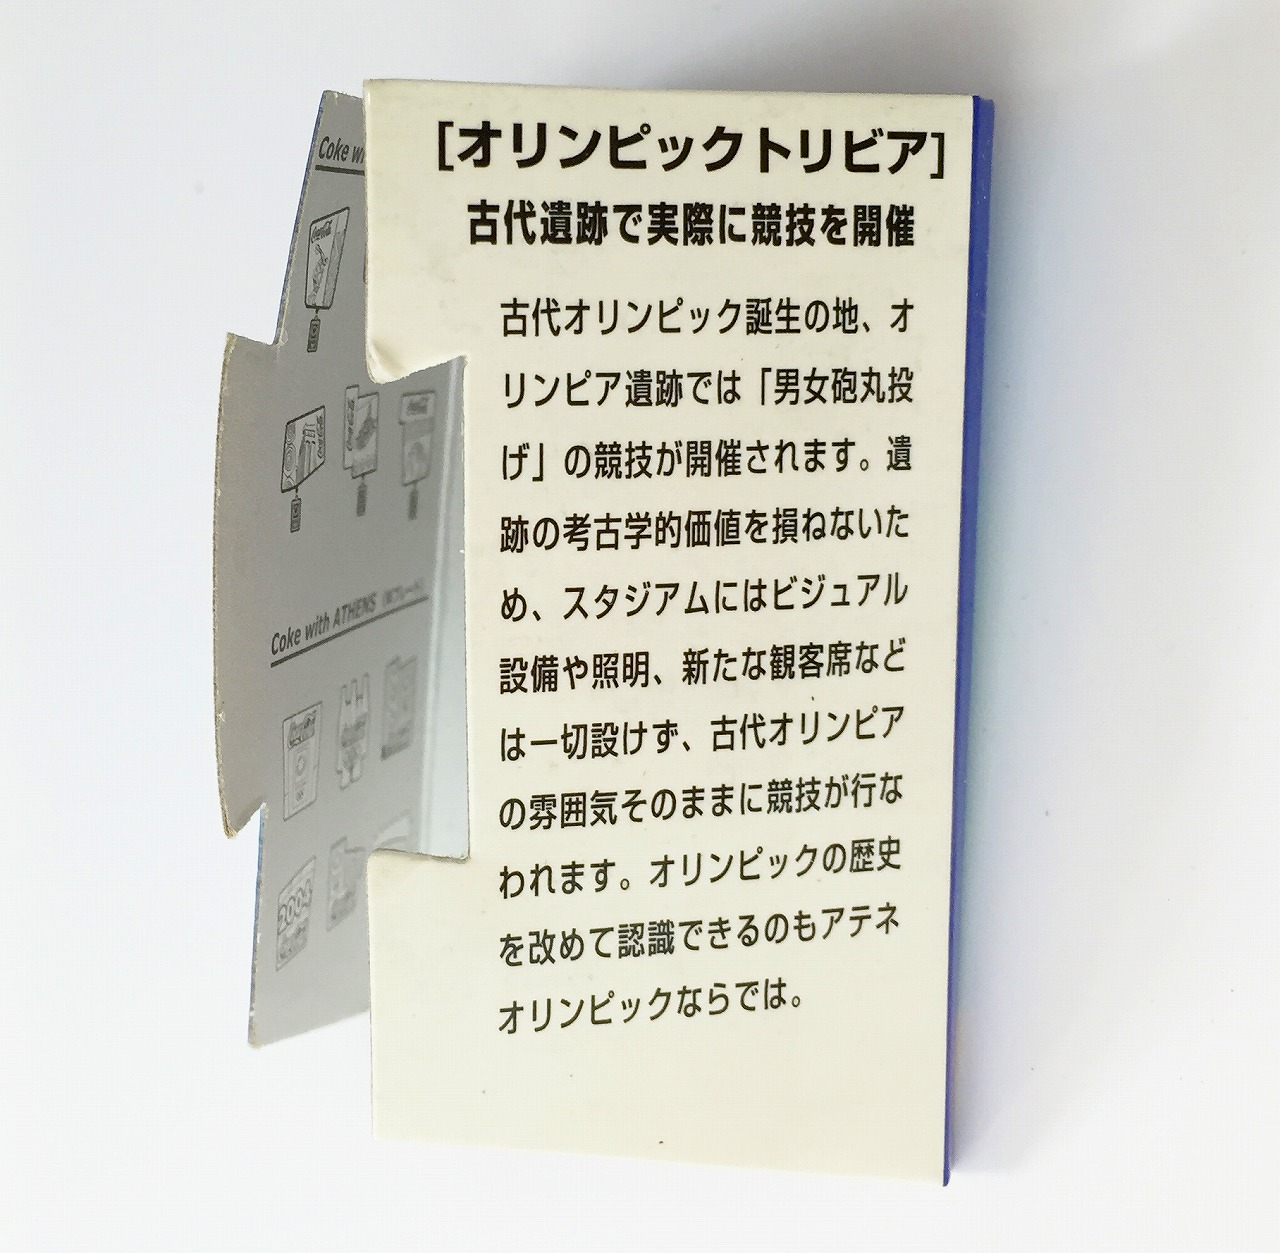 [オリンピックトリビア]
古代遺跡で実際に競技を開催
古代オリンピック誕生の地、オ
リンピア遺跡では「男女砲丸投
げ」の競技が開催されます。遺
跡の考古学的価値を損ねないた
め、スタジアムにはビジュアル
設備や照明、新たな観客席など
は一切設けず、古代オリンピア
の雰囲気そのままに競技が行な
われます。オリンピックの歴史
を改めて認識できるのもアテネ
オリンピックならでは。
Coke
Coca-Cola
Coca-Cola
Coca-Cola
Coke with ATHENS
2004